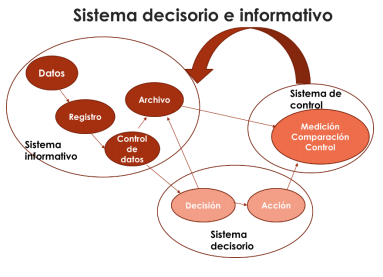 Sistema decisorio e informativo
Datos
Registro
Control
de
datos
Archivo
Sistema
informativo
Sistema de
control
Medición
Comparación
Control
Decisión
Acción
Sistema
decisorio